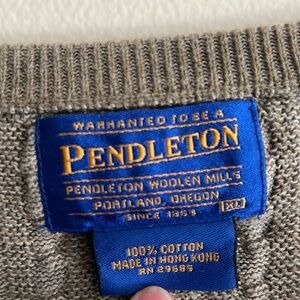 WARRANTED TO BE A
PENDLETON
PENDLETON WOOLEN MILLS
PORTLAND, OREGON
SINCE 1863 XL
100% COTTON
MADE IN HONG KONG
RN 29685